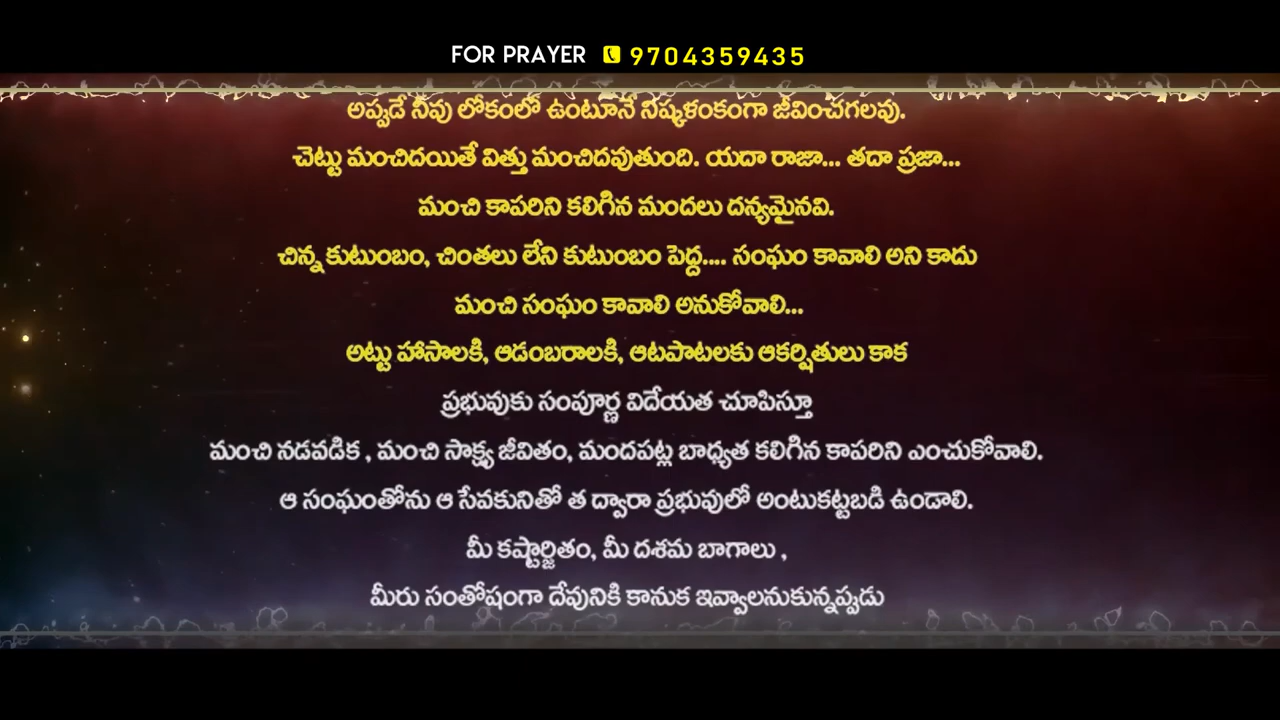 FOR PRAYER 9704359435
అప్పుడే నీవు లోకంలో ఉంటూనే నిష్కళంకంగా జీవించగలవు.
చెట్టు మంచిదయితే విత్తు మంచిదవుతుంది. యదా రాజా... తదా ప్రజా...
మంచి కాపరిని కలిగిన మందలు దన్యమైనవి.
చిన్న కుటుంబం, చింతలు లేని కుటుంబం పెద్ద.... సంఘం కావాలి అని కాదు
మంచి సంఘం కావాలి అనుకోవాలి...
అట్టు హాసాలకి, ఆడంబరాలకి, ఆటపాటలకు ఆకర్షితులు కాక
ప్రభువుకు సంపూర్ణ విదేయత చూపిస్తూ
మంచి నడవడిక , మంచి సాక్ష్య జీవితం, మందపట్ల బాధ్యత కలిగిన కాపరిని ఎంచుకోవాలి.
ఆ సంఘంతోను ఆ సేవకునితో త ద్వారా ప్రభువులో అంటుకట్టబడి ఉండాలి.
మీ కష్టార్జితం, మీ దశమ బాగాలు ,
మీరు సంతోషంగా దేవునికి కానుక ఇవ్వాలనుకున్నప్పుడు